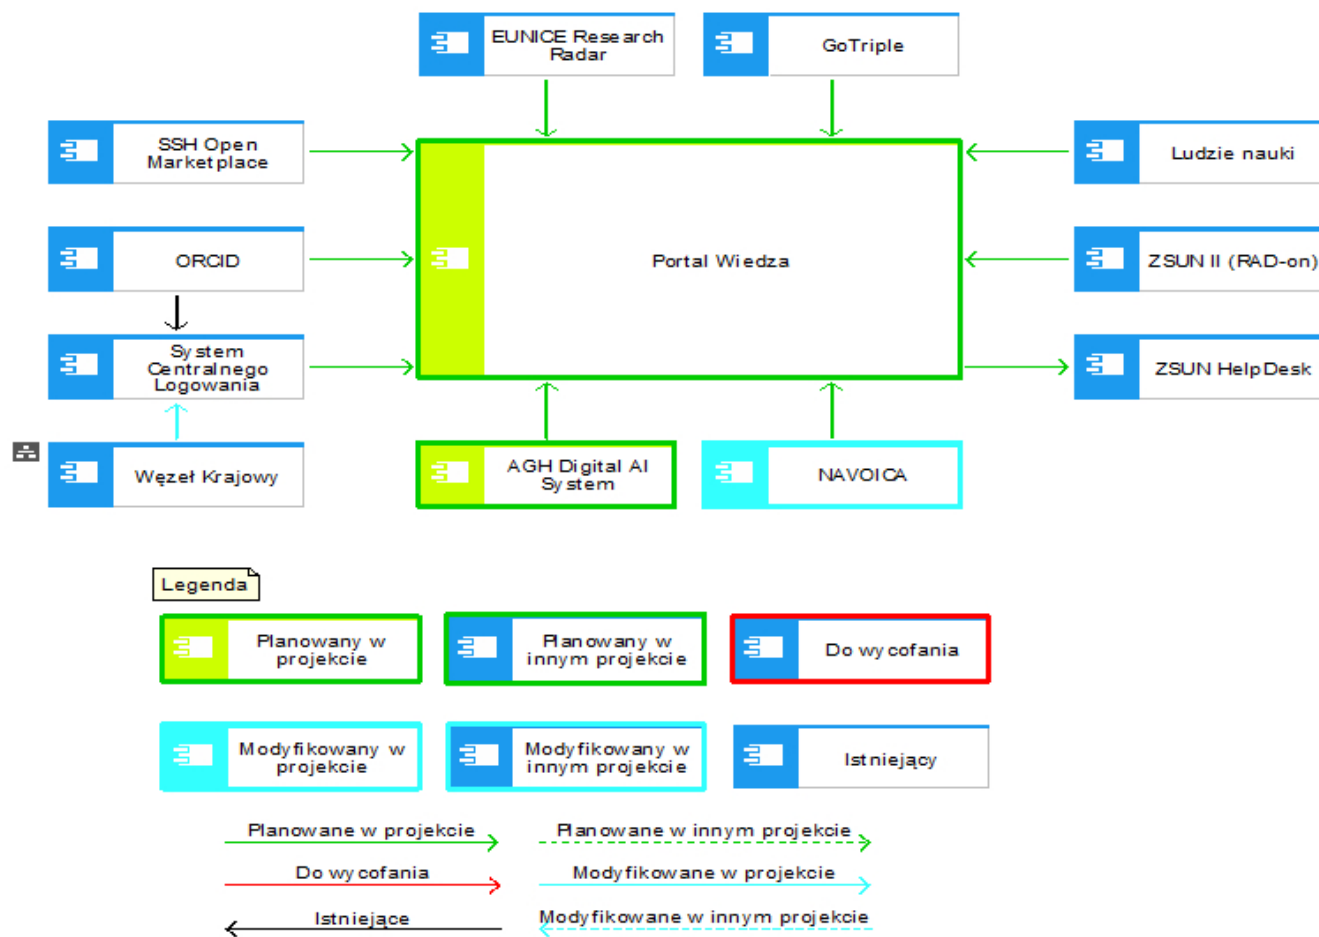 EUNICE Research
Radar
GoTriple
SSH Open
Marketplace
Ludzie nauki
ORCID
Portal Wiedza
ZSUN II (RAD-on)
System
Centralnego
Logowania
ZSUN HelpDesk
Węzeł Krajowy
AGH Digital AI
System
NAVOICA
Legenda
Planowany w
projekcie
Planowany w
innym projekcie
Do wycofania
Modyfikowany w
projekcie
Modyfikowany w
innym projekcie
Istniejący
Planowane w projekcie
Planowane w innym projekcie
Do wycofania
Modyfikowane w projekcie
Istniejące
Modyfikowane w innym projekcie